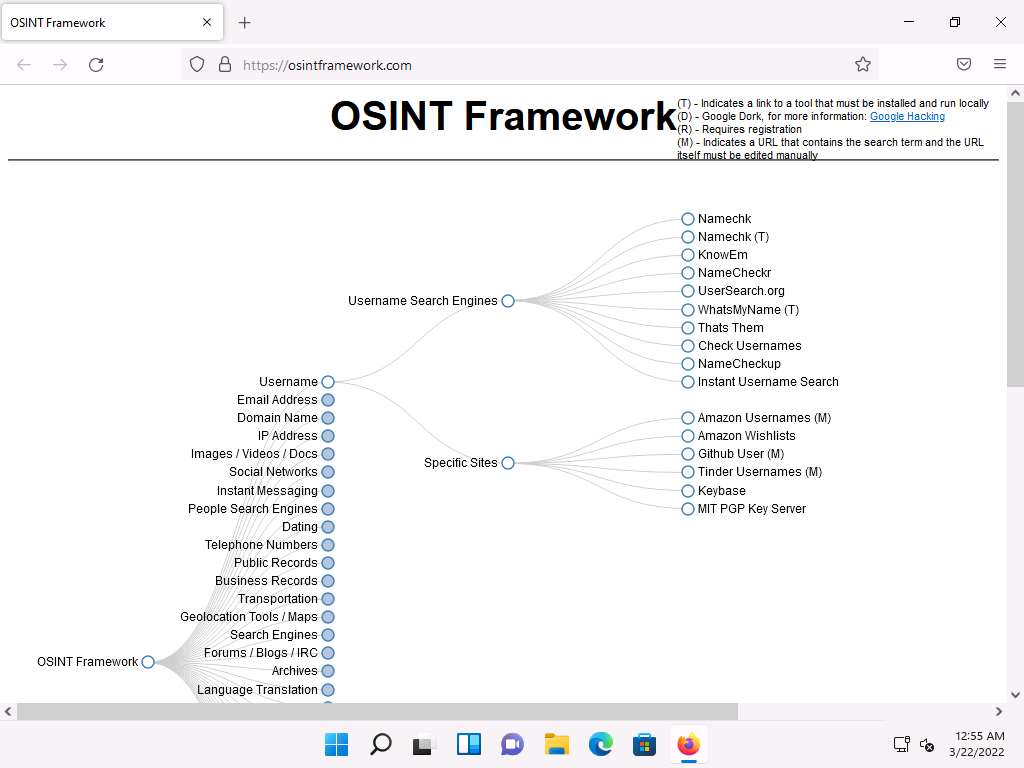 OSINT Framework
https://osintframework.com
OSINT Framework
(T) - Indicates a link to a tool that must be installed and run locally
(D) - Google Dork, for more information: Google Hacking
(R) - Requires registration
(M) - Indicates a URL that contains the search term and the URL
itself must be edited manually
Namechk
Namechk (T)
KnowEm
NameCheckr
UserSearch.org
Username Search Engines
WhatsMyName (T)
Thats Them
Check Usernames
NameCheckup
Username
Instant Username Search
Email Address
Domain Name
Amazon Usernames (M)
IP Address
Amazon Wishlists
Images / Videos / Docs
Github User (M)
Specific Sites
Social Networks
Tinder Usernames (M)
Instant Messaging
Keybase
People Search Engines
MIT PGP Key Server
Dating
Telephone Numbers
Public Records
Business Records
Transportation
Geolocation Tools / Maps
Search Engines
Forums / Blogs / IRC
OSINT Framework
Archives
Language Translation
12:55 AM
3/22/2022